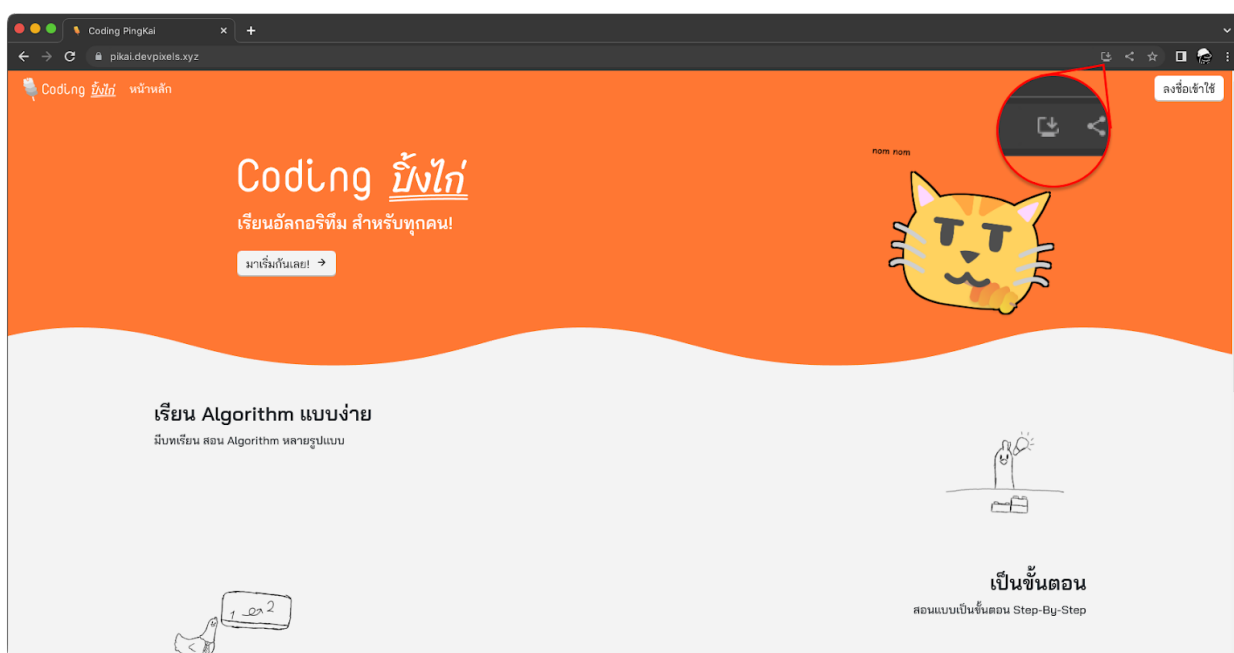 Coding PingKai
pikai.devpixels.xyz
Coding ปิ้งไก่ หน้าหลัก
ลงชื่อเข้าใช้
nom nom
Coding ปิ้งไก่
เรียนอัลกอริทึม สำหรับทุกคน!
มาเริ่มกันเลย! →
เรียน Algorithm แบบง่าย
มีบทเรียน สอน Algorithm หลายรูปแบบ
เป็นขั้นตอน
สอนแบบเป็นขั้นตอน Step-By-Step